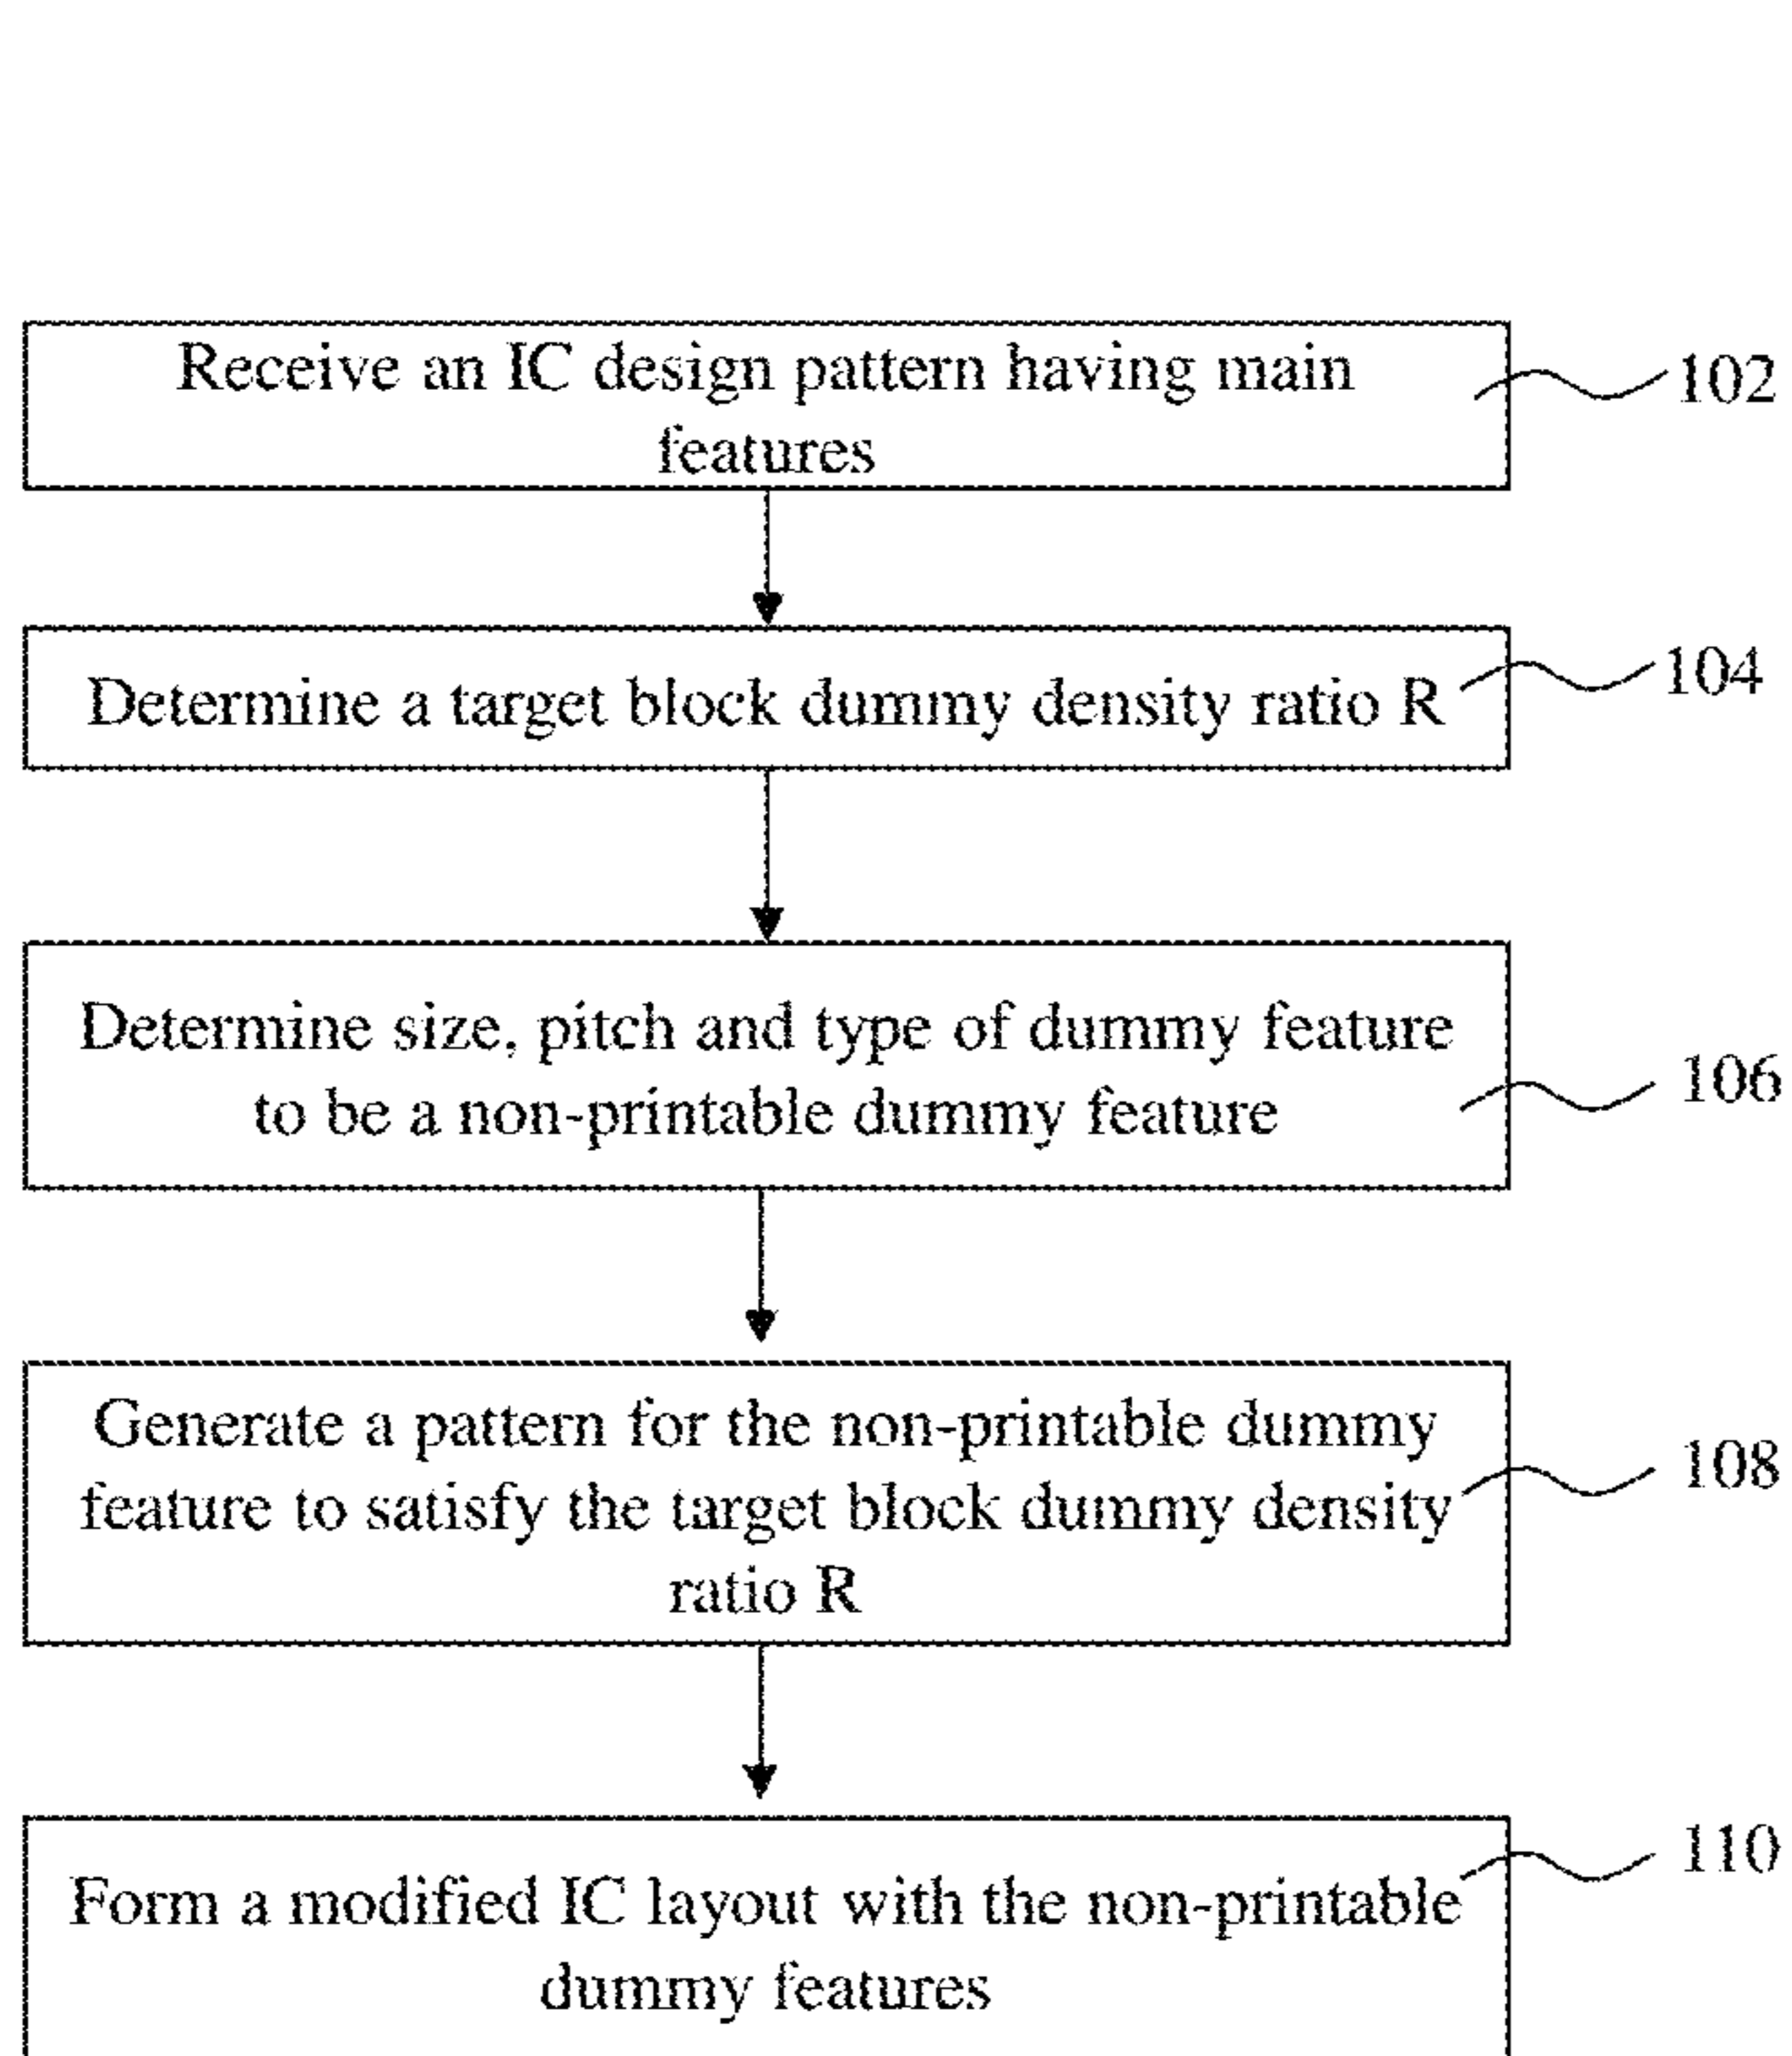 Receive an IC design pattern having main
features
102
Determine a target block dummy density ratio R
104
Determine size, pitch and type of dummy feature
to be a non-printable dummy feature
106
Generate a pattern for the non-printable dummy
feature to satisfy the target block dummy density
ratio R
108
Form a modified IC layout with the non-printable
dummy features
110